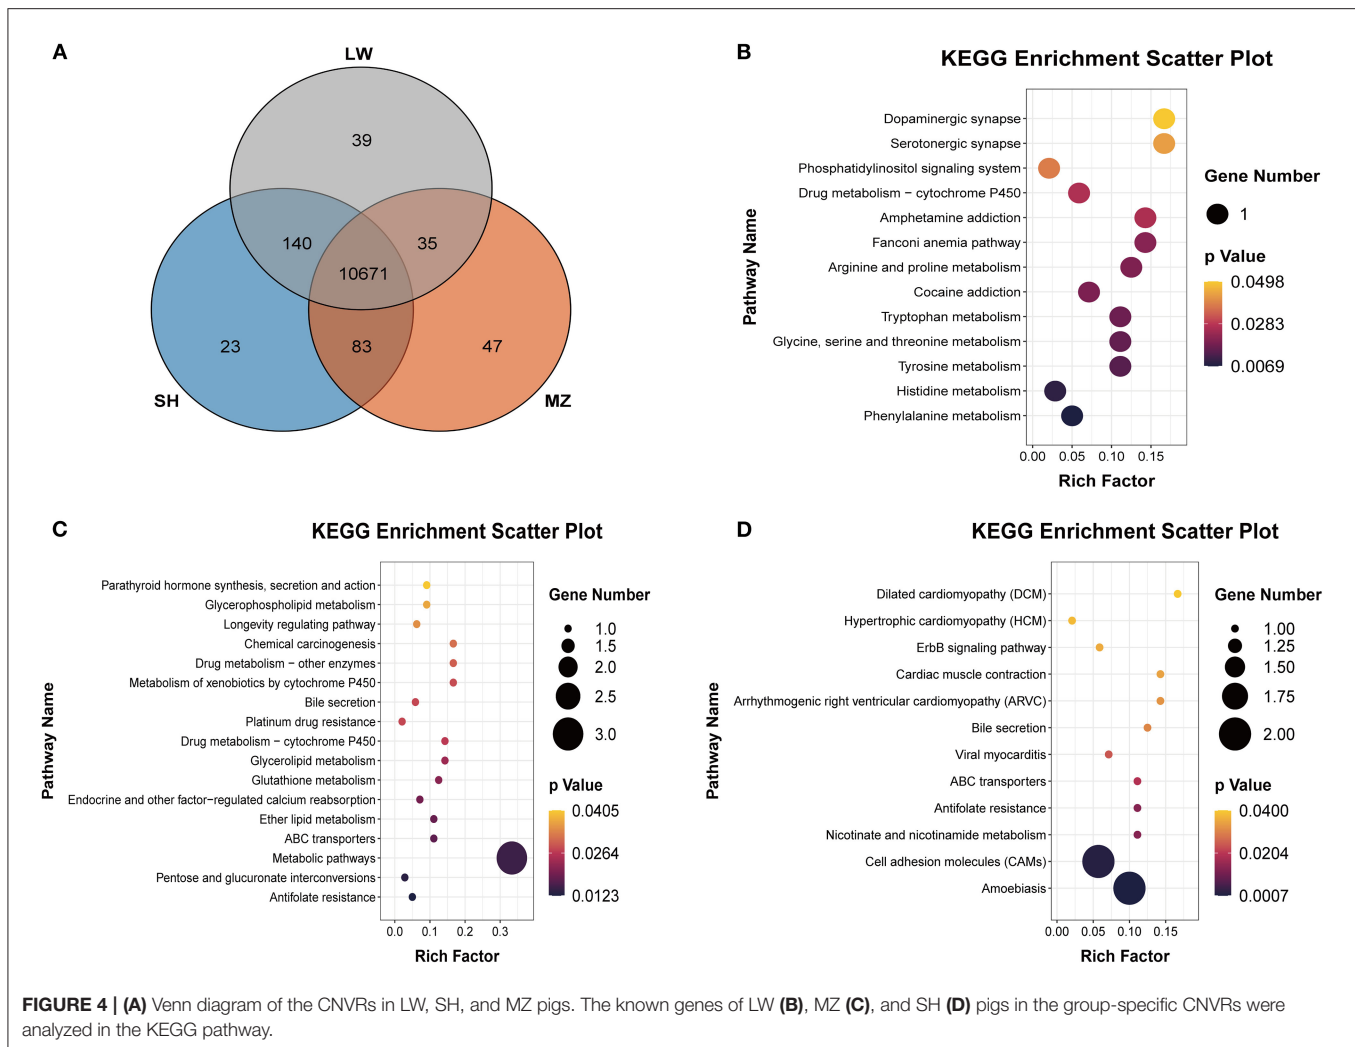 A
LW
39
140
35
10671
23
83
47
SH
MZ
B
KEGG Enrichment Scatter Plot
Pathway Name
Dopaminergic synapse
Serotonergic synapse
Phosphatidylinositol signaling system
Drug metabolism − cytochrome P450
Amphetamine addiction
Fanconi anemia pathway
Arginine and proline metabolism
Cocaine addiction
Tryptophan metabolism
Glycine, serine and threonine metabolism
Tyrosine metabolism
Histidine metabolism
Phenylalanine metabolism
0.00 0.05 0.10 0.15
Rich Factor
Gene Number
1
p Value
0.0498
0.0283
0.0069
C
KEGG Enrichment Scatter Plot
Pathway Name
Parathyroid hormone synthesis, secretion and action
Glycerophospholipid metabolism
Longevity regulating pathway
Chemical carcinogenesis
Drug metabolism − other enzymes
Metabolism of xenobiotics by cytochrome P450
Bile secretion
Platinum drug resistance
Drug metabolism − cytochrome P450
Glycerolipid metabolism
Glutathione metabolism
Endocrine and other factor−regulated calcium reabsorption
Ether lipid metabolism
ABC transporters
Metabolic pathways
Pentose and glucuronate interconversions
Antifolate resistance
0.0 0.1 0.2 0.3
Rich Factor
Gene Number
1.0
1.5
2.0
2.5
3.0
p Value
0.0405
0.0264
0.0123
D
KEGG Enrichment Scatter Plot
Pathway Name
Dilated cardiomyopathy (DCM)
Hypertrophic cardiomyopathy (HCM)
ErbB signaling pathway
Cardiac muscle contraction
Arrhythmogenic right ventricular cardiomyopathy (ARVC)
Bile secretion
Viral myocarditis
ABC transporters
Antifolate resistance
Nicotinate and nicotinamide metabolism
Cell adhesion molecules (CAMs)
Amoebiasis
0.00 0.05 0.10 0.15
Rich Factor
Gene Number
1.00
1.25
1.50
1.75
2.00
p Value
0.0400
0.0204
0.0007
FIGURE 4 | (A) Venn diagram of the CNVRs in LW, SH, and MZ pigs. The known genes of LW (B), MZ (C), and SH (D) pigs in the group-specific CNVRs were
analyzed in the KEGG pathway.